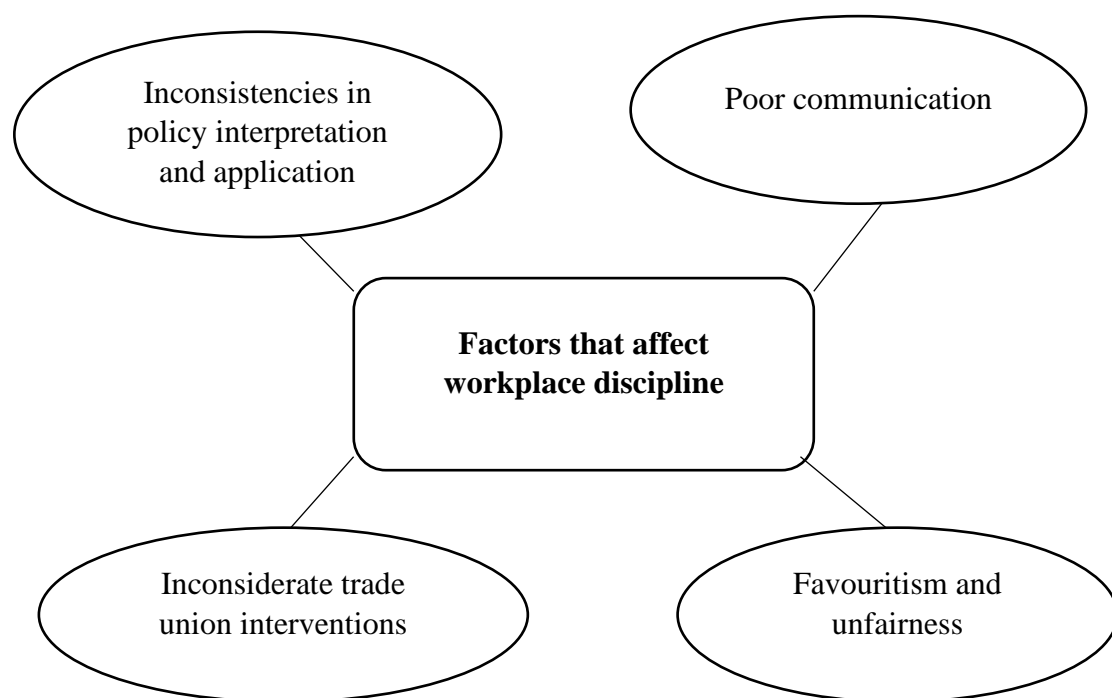 Inconsistencies in
policy interpretation
and application
Poor communication
Factors that affect
workplace discipline
Inconsiderate trade
union interventions
Favouritism and
unfairness